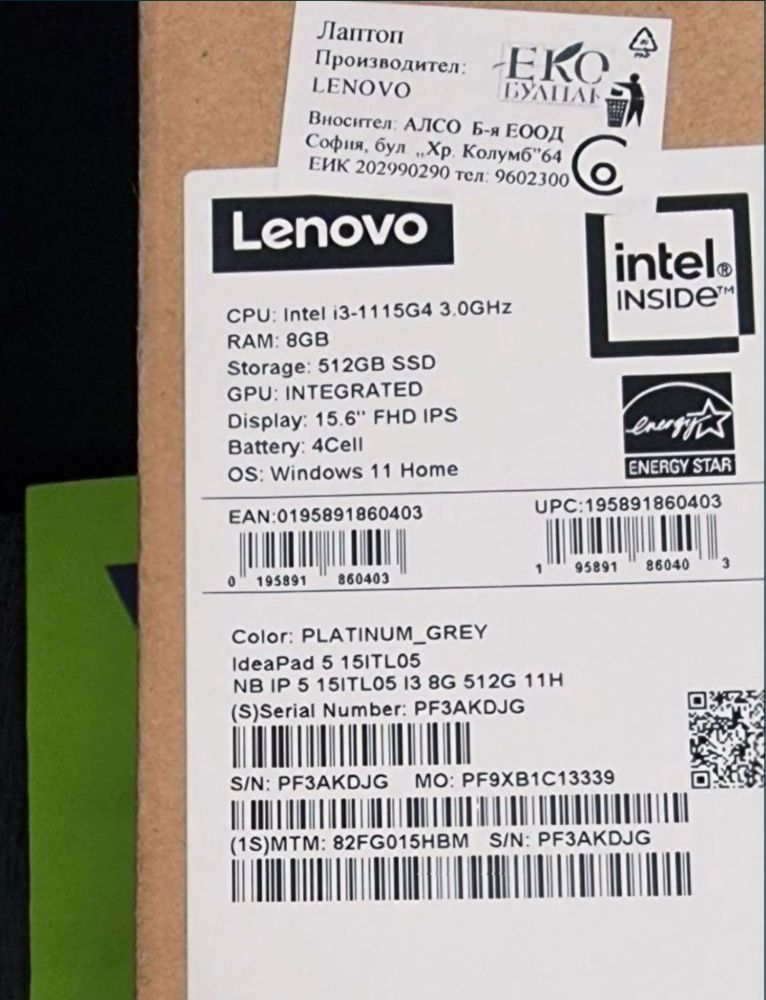 Лаптоп
Производител:
LENOVO
ЕКО
БУЛПАК
Вносител: АЛСО Б-я ЕООД
София, бул. „Хр. Колумб"64
ЕИК 202990290 тел: 9602300
Lenovo
intel®
INSIDE™
CPU: Intel i3-1115G4 3.0GHz
RAM: 8GB
Storage: 512GB SSD
GPU: INTEGRATED
Display: 15.6" FHD IPS
Battery: 4Cell
OS: Windows 11 Home
energy
ENERGY STAR
EAN:0195891860403
0 195891 860403
UPC:195891860403
1 95891 86040 3
Color: PLATINUM_GREY
IdeaPad 5 15ITL05
NB IP 5 15ITL05 I3 8G 512G 11H
(S)Serial Number: PF3AKDJG
S/N: PF3AKDJG MO: PF9XB1C13339
(1S)MTM: 82FG015HBM S/N: PF3AKDJG